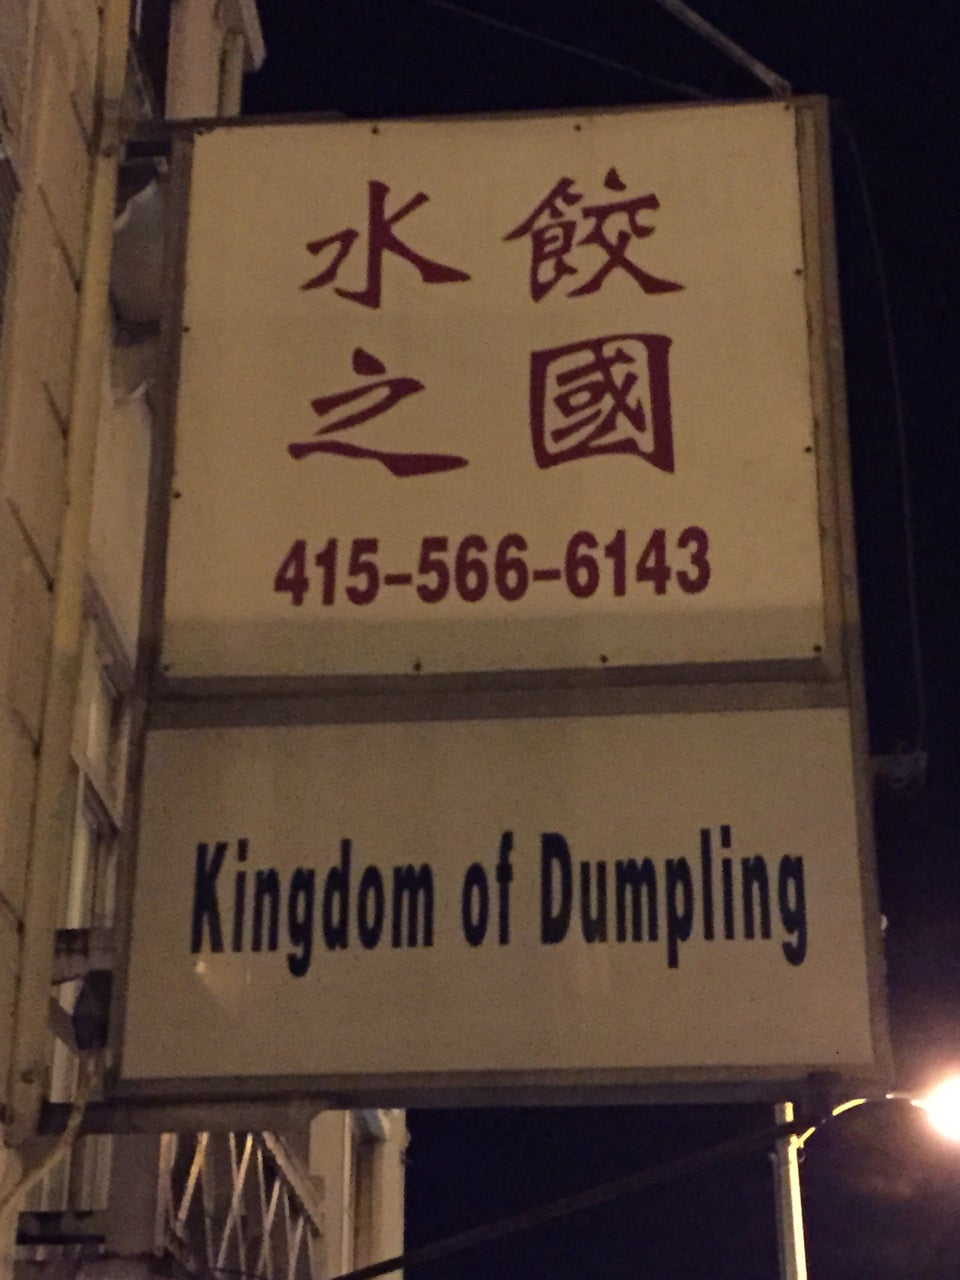 水餃
之國
415-566-6143
Kingdom of Dumpling